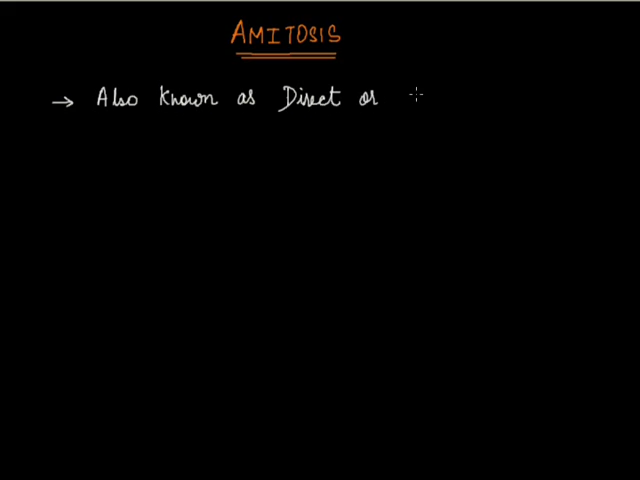 AMITOSIS
→ Also Known as Direct or